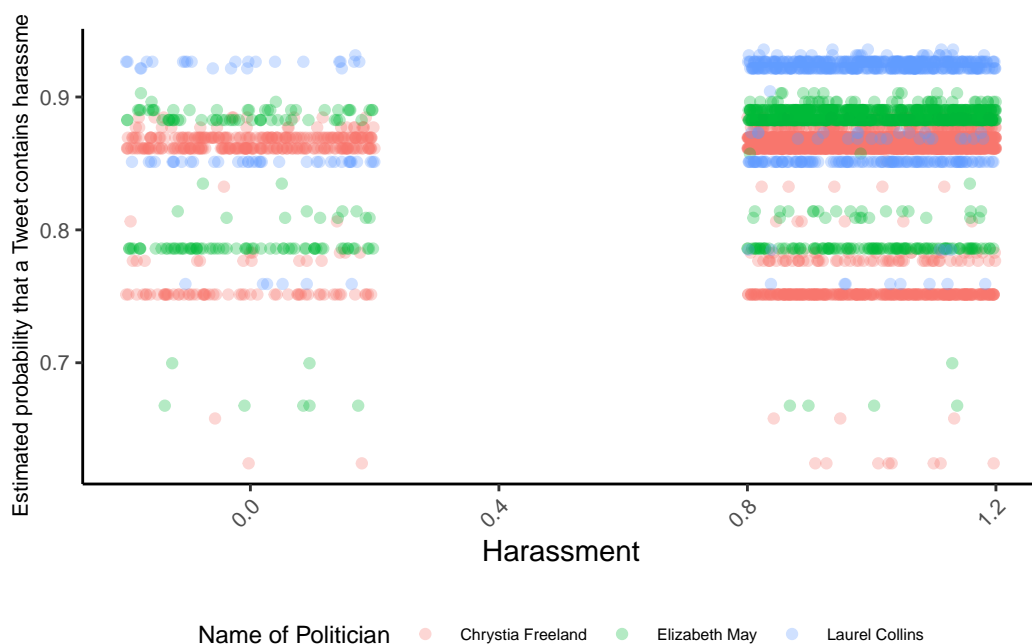 Estimated probability that a Tweet contains harassme
0.9
0.8
0.7
0.0 0.4 0.8 1.2
Harassment
Name of Politician Chrystia Freeland Elizabeth May Laurel Collins